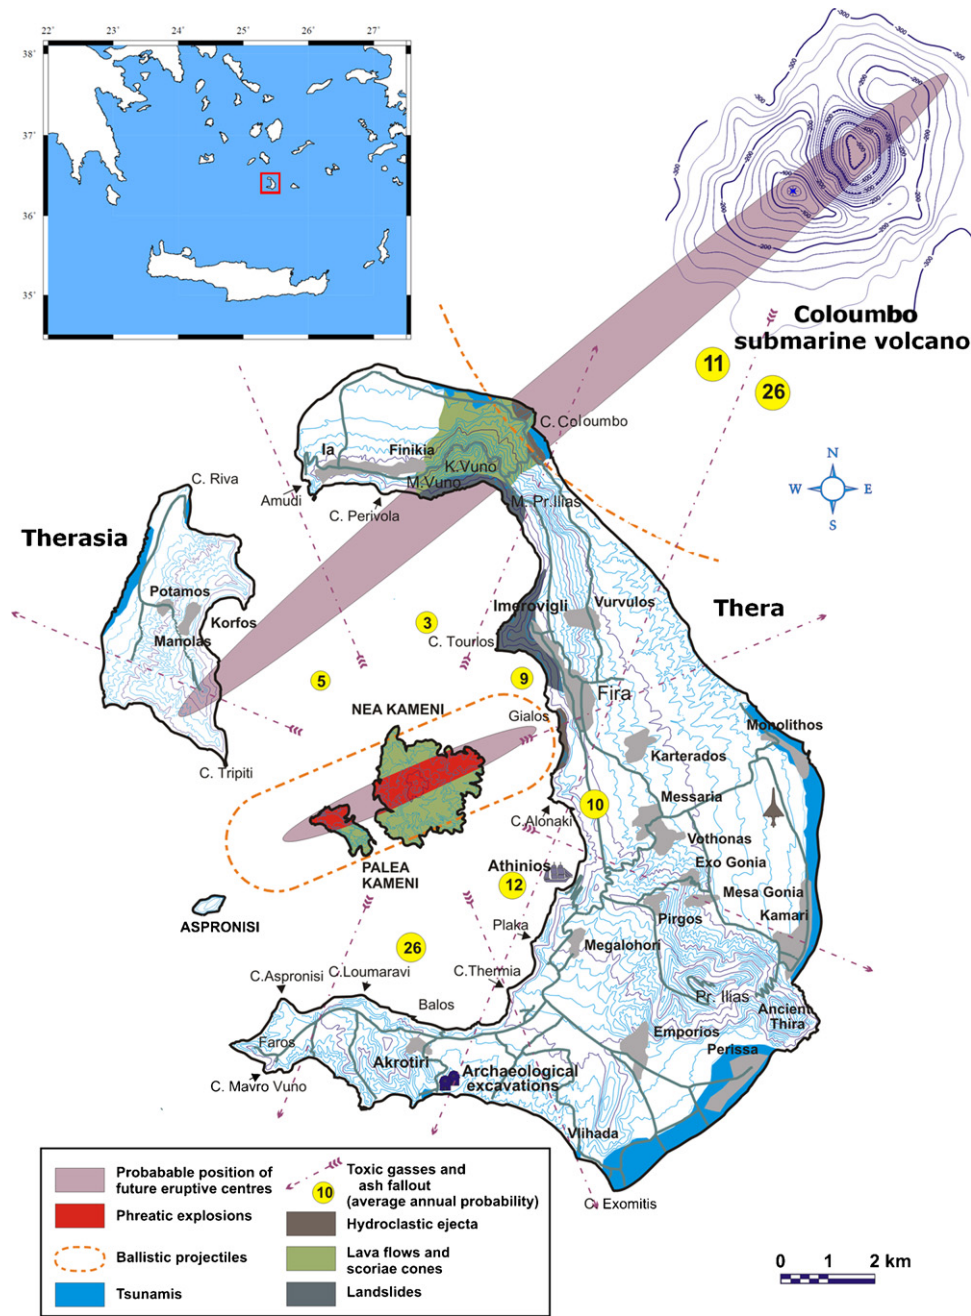 22°
23°
24°
25°
26°
27°
38°
37°
36°
35°
-300
-200
-400
Coloumbo
submarine volcano
11
26
C. Coloumbo
Ia
Finikia
K.Vuno
M.Vuno
Amudi
C. Perivola
M. Pr.Ilias
N
W
E
S
C. Riva
Therasia
Potamos
Korfos
Manolas
C. Tripiti
3
5
9
Imerovigli
Vurvulos
Thera
C. Tourlos
Fira
Gialos
NEA KAMENI
Monolithos
Karterados
Messaria
10
C.Alonaki
Vothonas
Exo Gonia
Athinios
PALEA
KAMENI
12
Mesa Gonia
Pirgos
Kamari
ASPRONISI
Plaka
Megalohori
26
C.Aspronisi
C.Loumaravi
C.Thermia
Balos
Pr. Ilias
Ancient
Thira
Emporios
Perissa
Faros
Akrotiri
Archaeological
excavations
C. Mavro Vuno
Vlihada
C. Exomitis
Probabable position of
future eruptive centres
Phreatic explosions
Ballistic projectiles
Tsunamis
Toxic gasses and
ash fallout
(average annual probability)
10
Hydroclastic ejecta
Lava flows and
scoriae cones
Landslides
0 1 2 km